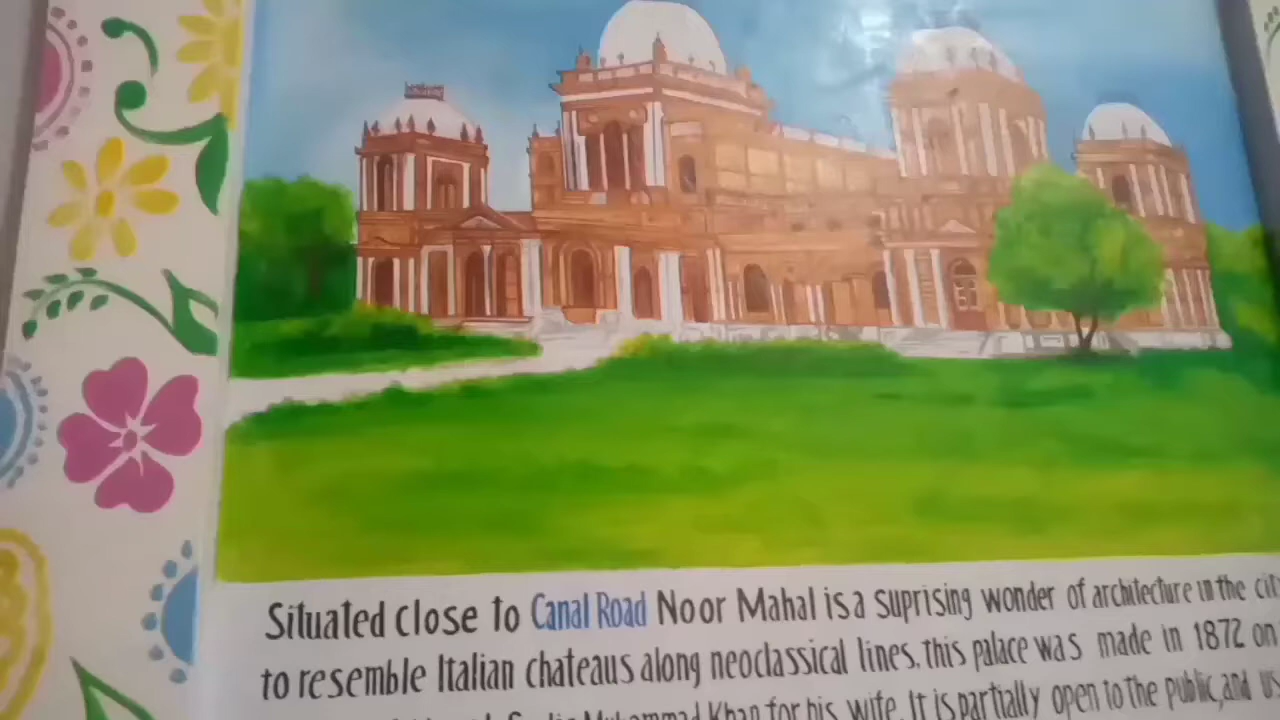 Situated close to Canal Road Noor Mahal is a suprising wonder of architecture in the
to resemble Italian chateaus along neoclassical lines. this palace was made in 1872 on
Muhammad Khan for his wife. It is partially open to the public, and